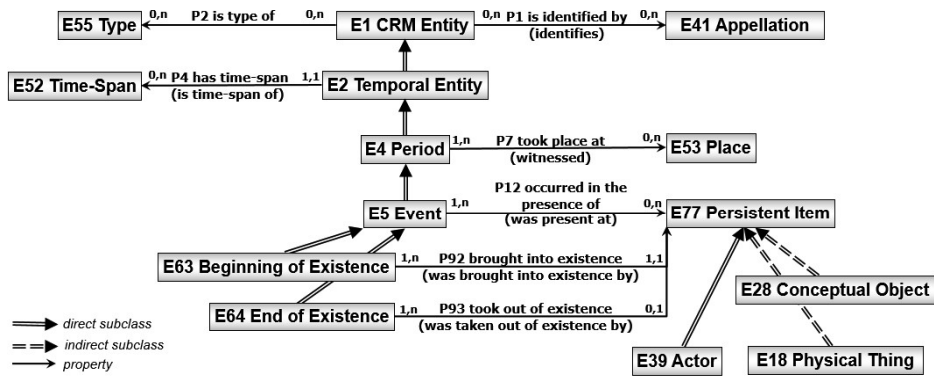 E55 Type 0,n P2 is type of 0,n E1 CRM Entity 0,n P1 is identified by 0,n E41 Appellation
(identifies)
E52 Time-Span 0,n P4 has time-span 1,1 E2 Temporal Entity
(is time-span of)
E4 Period 1,n P7 took place at 0,n E53 Place
(witnessed)
P12 occurred in the
E5 Event 1,n presence of 0,n E77 Persistent Item
(was present at)
E63 Beginning of Existence 1,n P92 brought into existence 1,1
(was brought into existence by)
E28 Conceptual Object
E64 End of Existence 1,n P93 took out of existence 0,1
(was taken out of existence by)
direct subclass
indirect subclass
property
E39 Actor E18 Physical Thing